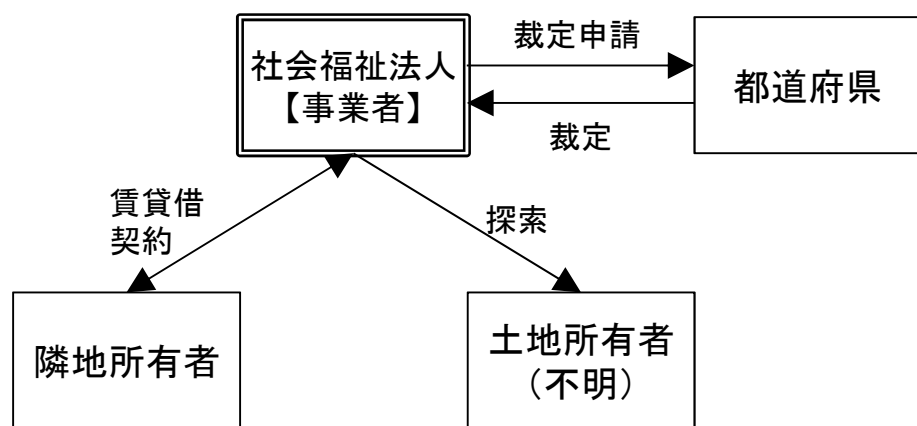 社会福祉法人
【事業者】
裁定申請
裁定
都道府県
賃貸借
契約
探索
隣地所有者
土地所有者
（不明）